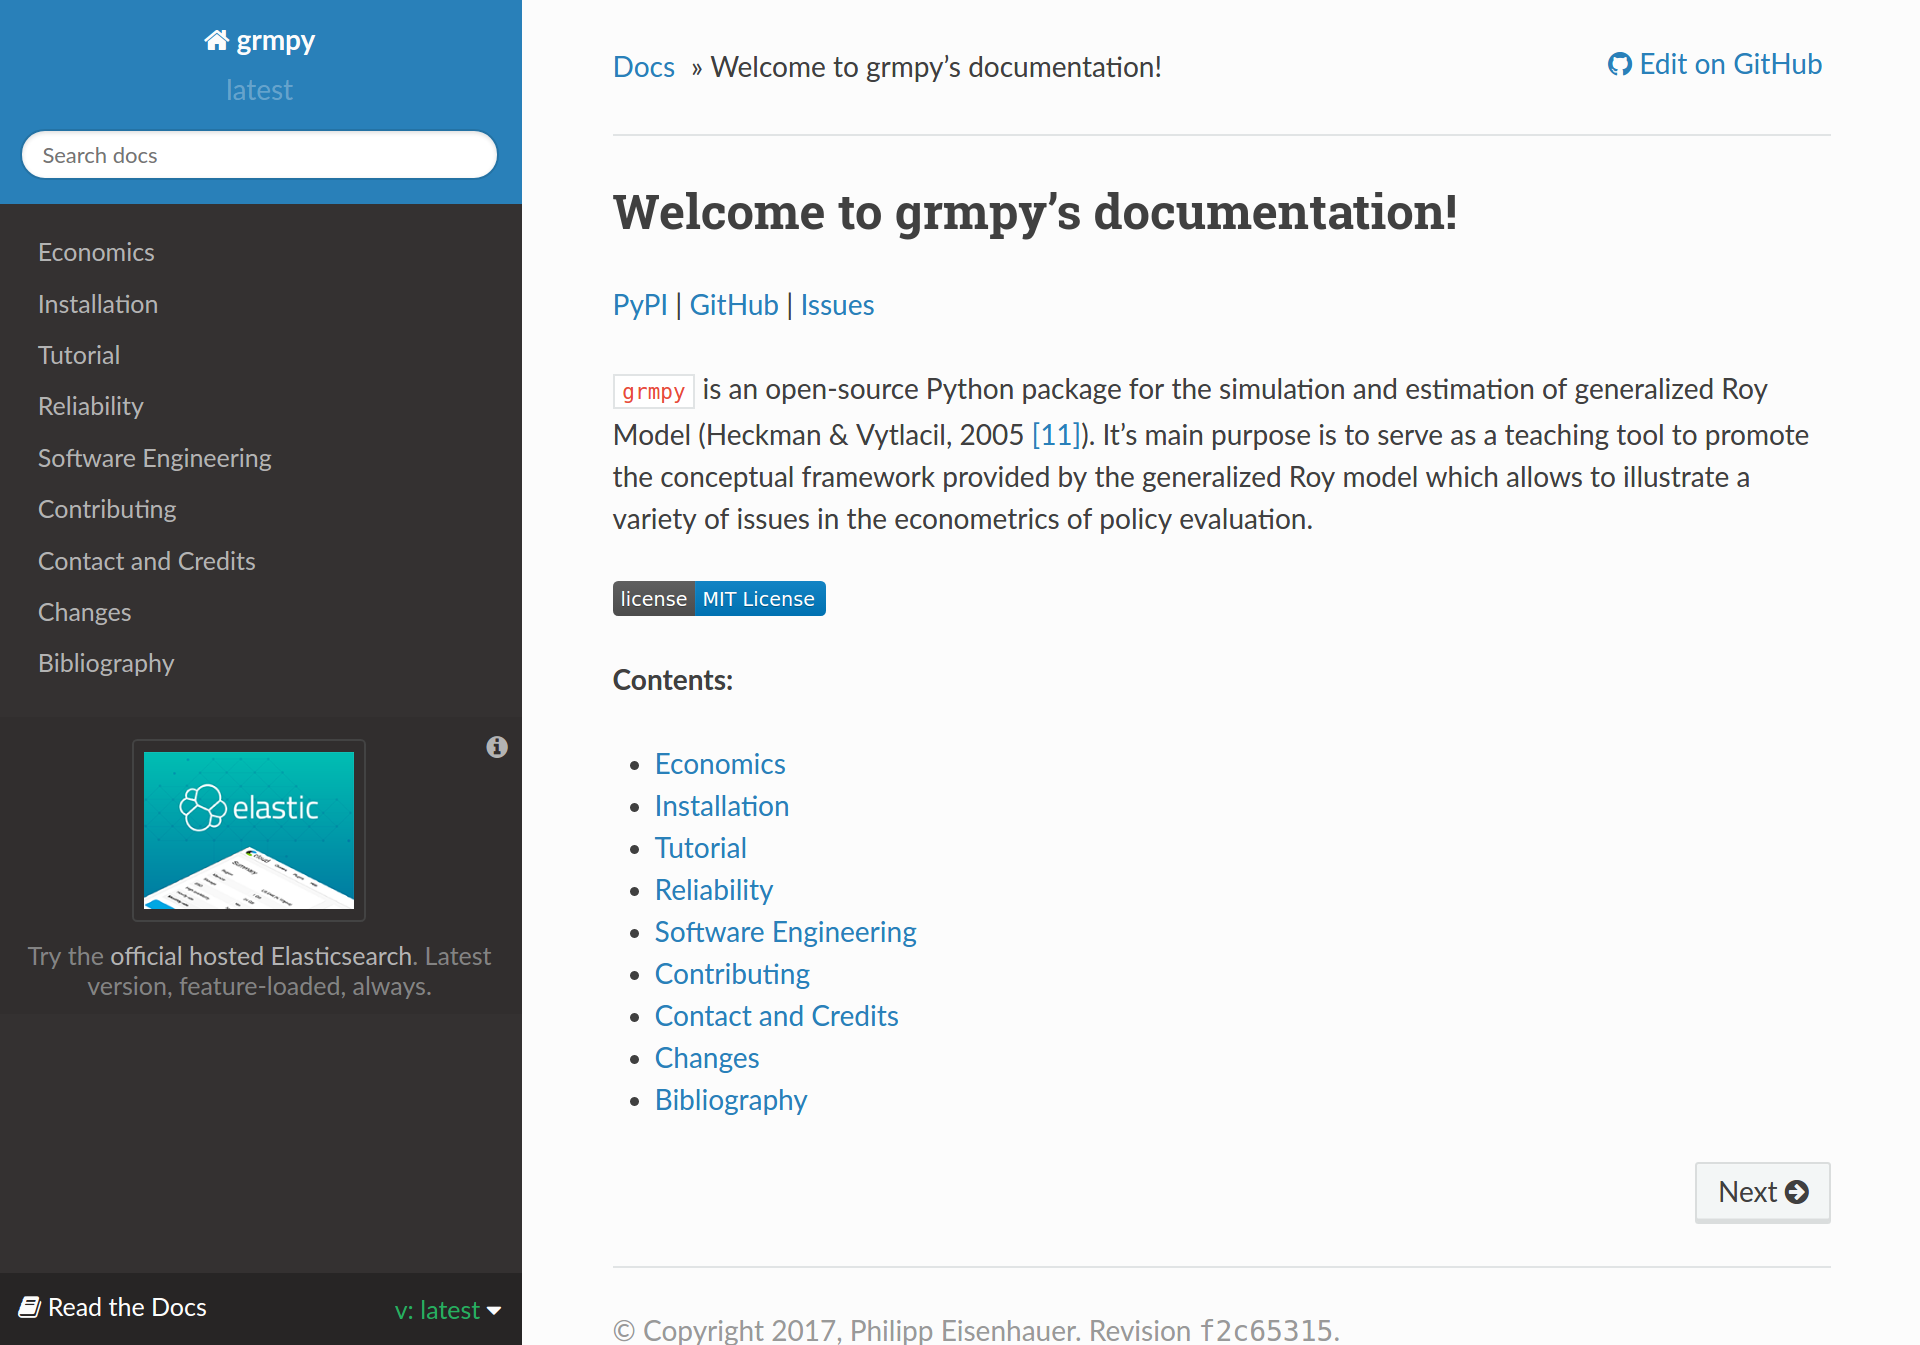 grmpy
latest
Search docs
Economics
Installation
Tutorial
Reliability
Software Engineering
Contributing
Contact and Credits
Changes
Bibliography
elastic
Try the official hosted Elasticsearch. Latest
version, feature-loaded, always.
Read the Docs
v: latest
Docs » Welcome to grmpy’s documentation!
Edit on GitHub
Welcome to grmpy’s documentation!
PyPI | GitHub | Issues
grmpy is an open-source Python package for the simulation and estimation of generalized Roy
Model (Heckman & Vytlacil, 2005 [11]). It’s main purpose is to serve as a teaching tool to promote
the conceptual framework provided by the generalized Roy model which allows to illustrate a
variety of issues in the econometrics of policy evaluation.
license MIT License
Contents:
• Economics
• Installation
• Tutorial
• Reliability
• Software Engineering
• Contributing
• Contact and Credits
• Changes
• Bibliography
Next
© Copyright 2017, Philipp Eisenhauer. Revision f2c65315.